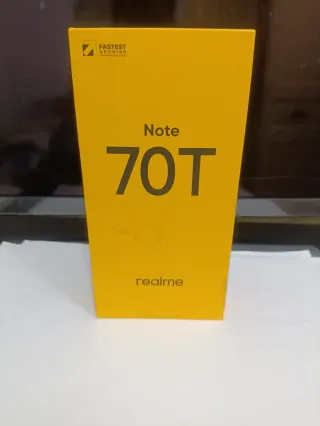 FASTEST
GROWING
Note
70T
realme